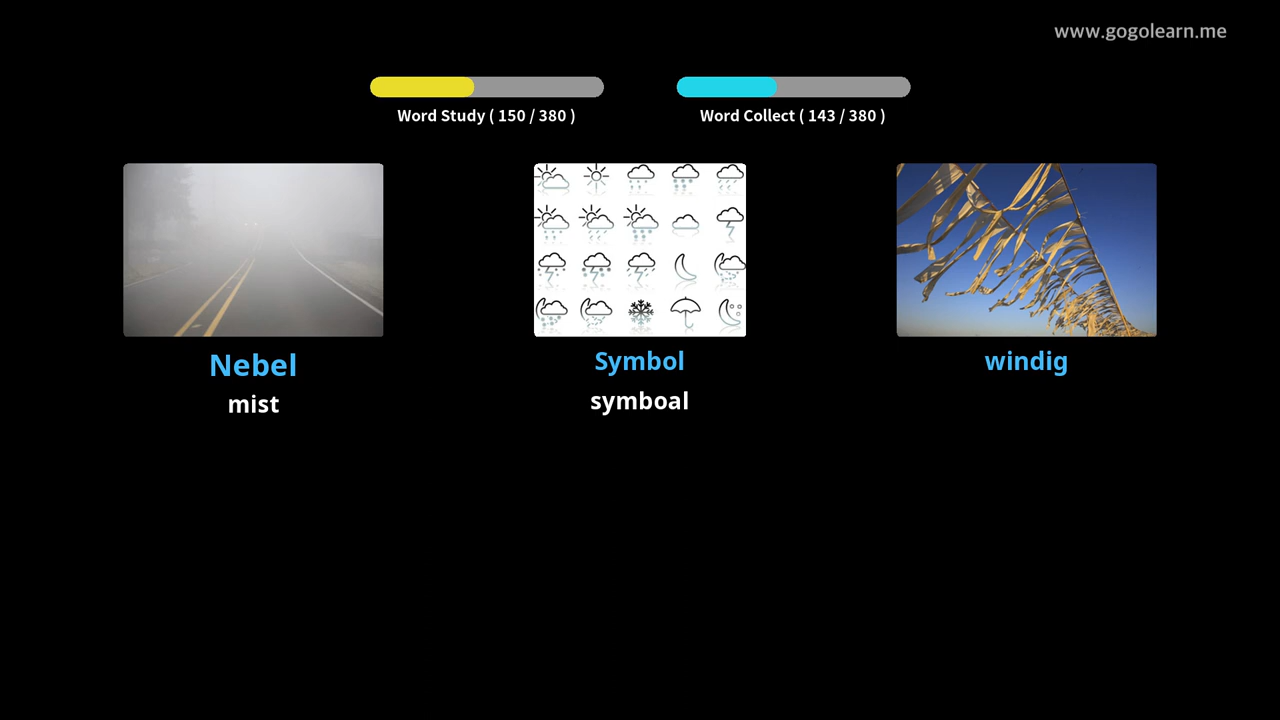 www.gogolearn.me
Word Study ( 150 / 380 )
Word Collect ( 143 / 380 )
Nebel
mist
Symbol
symboal
windig